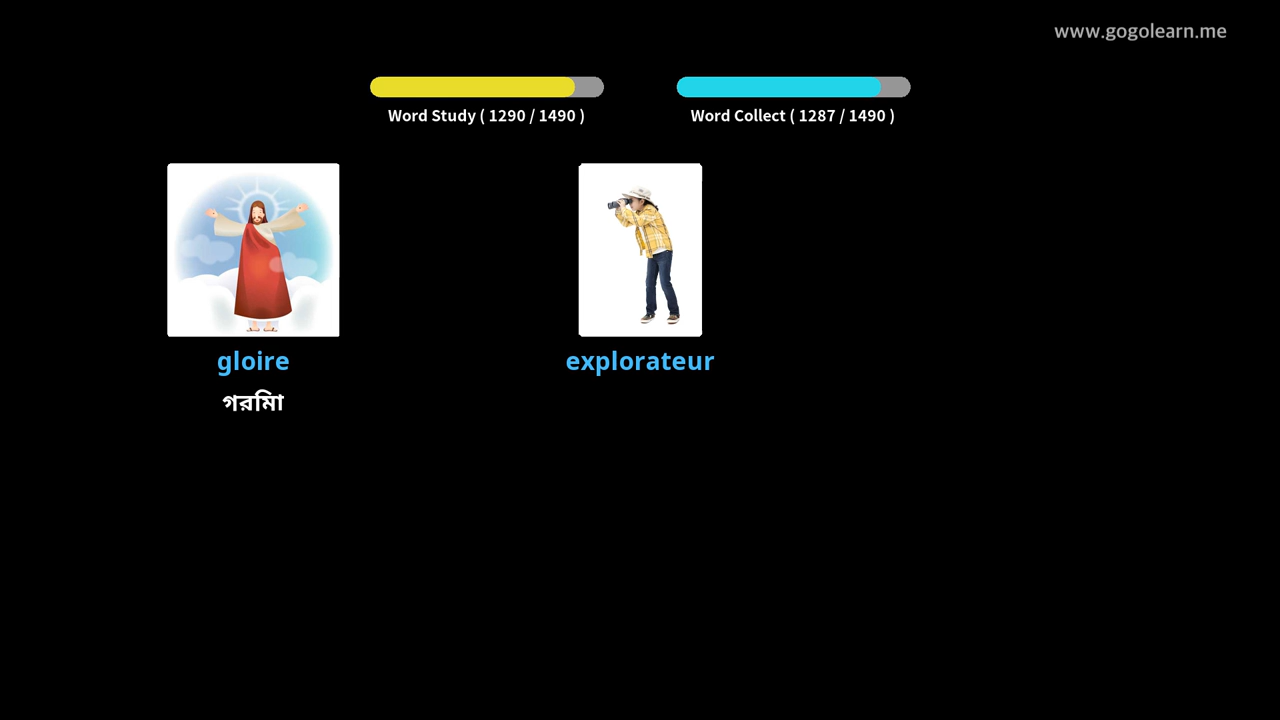 www.gogolearn.me
Word Study ( 1290 / 1490 )
Word Collect ( 1287 / 1490 )
gloire
explorateur
গরিমা